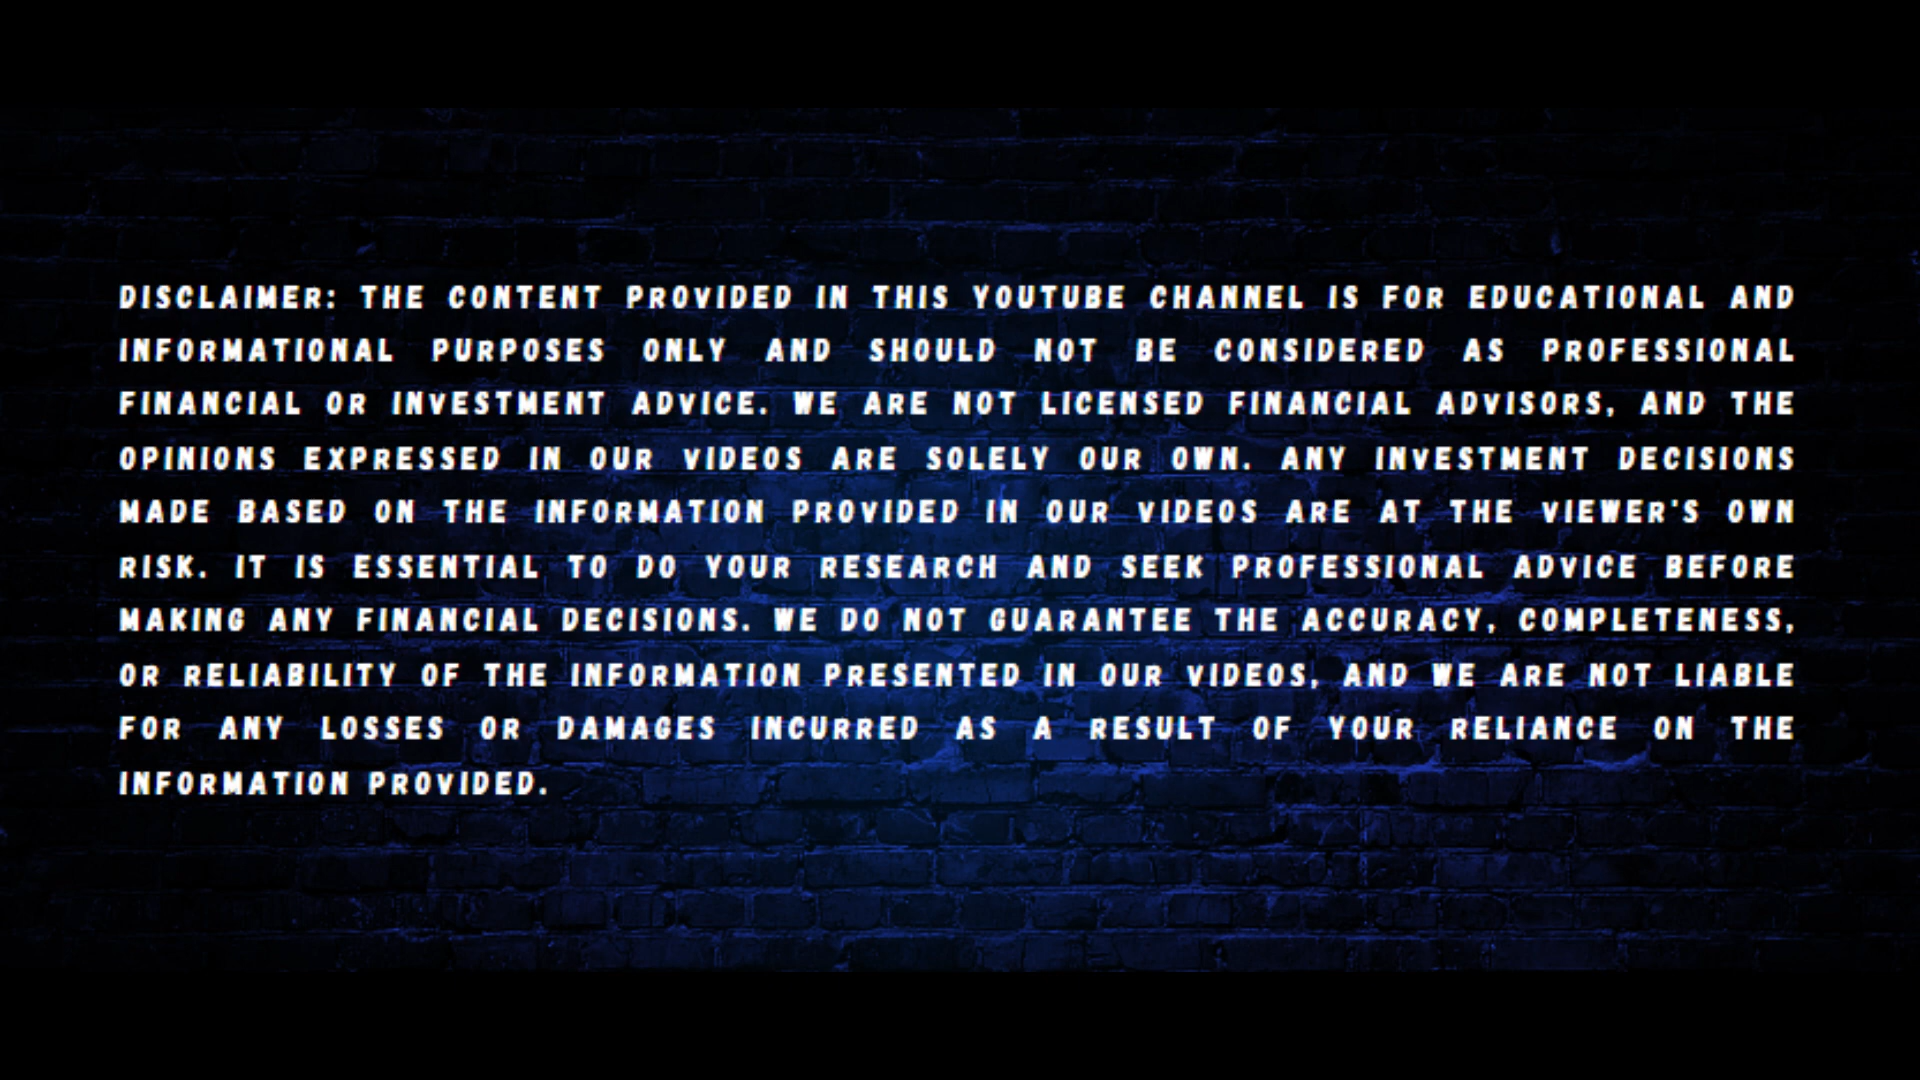 DISCLAIMER: THE CONTENT PROVIDED IN THIS YOUTUBE CHANNEL IS FOR EDUCATIONAL AND
INFORMATIONAL PURPOSES ONLY AND SHOULD NOT BE CONSIDERED AS PROFESSIONAL
FINANCIAL OR INVESTMENT ADVICE. WE ARE NOT LICENSED FINANCIAL ADVISORS, AND THE
OPINIONS EXPRESSED IN OUR VIDEOS ARE SOLELY OUR OWN. ANY INVESTMENT DECISIONS
MADE BASED ON THE INFORMATION PROVIDED IN OUR VIDEOS ARE AT THE VIEWER'S OWN
RISK. IT IS ESSENTIAL TO DO YOUR RESEARCH AND SEEK PROFESSIONAL ADVICE BEFORE
MAKING ANY FINANCIAL DECISIONS. WE DO NOT GUARANTEE THE ACCURACY, COMPLETENESS,
OR RELIABILITY OF THE INFORMATION PRESENTED IN OUR VIDEOS, AND WE ARE NOT LIABLE
FOR ANY LOSSES OR DAMAGES INCURRED AS A RESULT OF YOUR RELIANCE ON THE
INFORMATION PROVIDED.